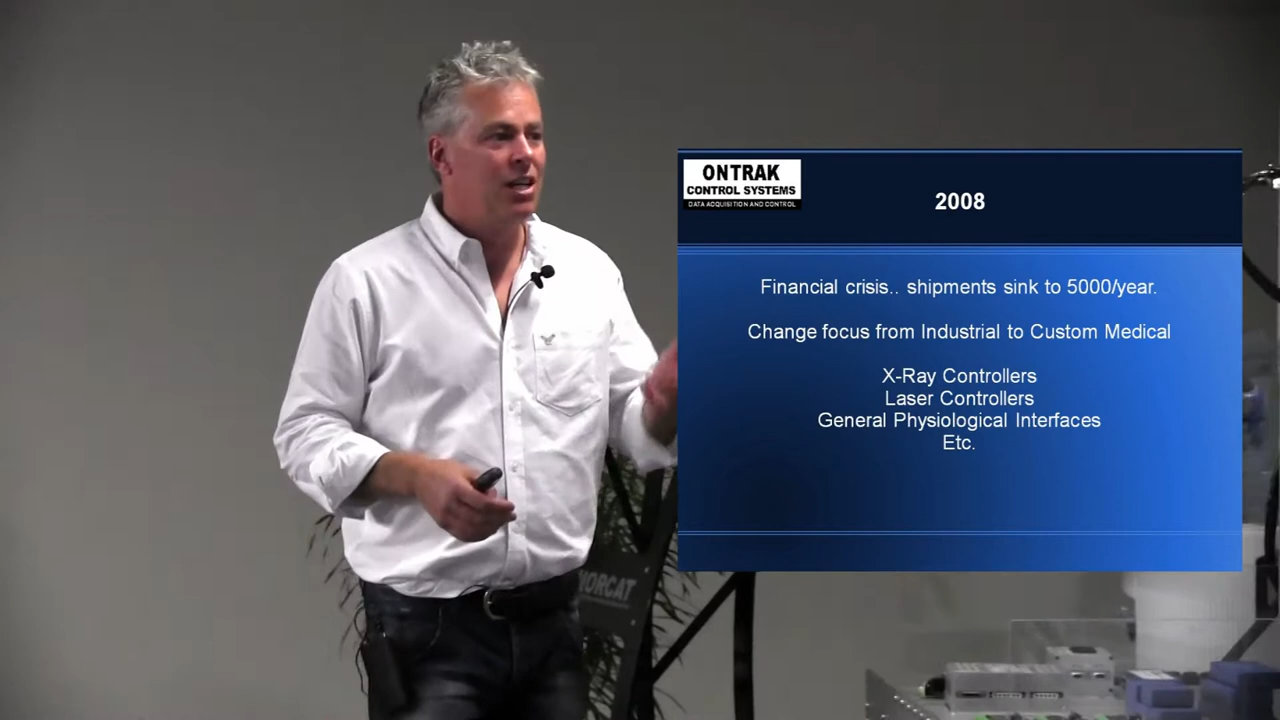 ONTRAK
CONTROL SYSTEMS
DATA ACQUISITION AND CONTROL
2008
Financial crisis.. shipments sink to 5000/year.
Change focus from Industrial to Custom Medical
X-Ray Controllers
Laser Controllers
General Physiological Interfaces
Etc.
NORCAT